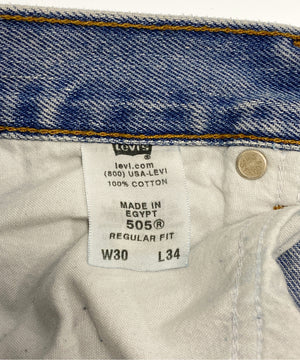 Levi's
levi.com
(800) USA-LEVI
100% COTTON
MADE IN
EGYPT
505®
REGULAR FIT
W30 L34